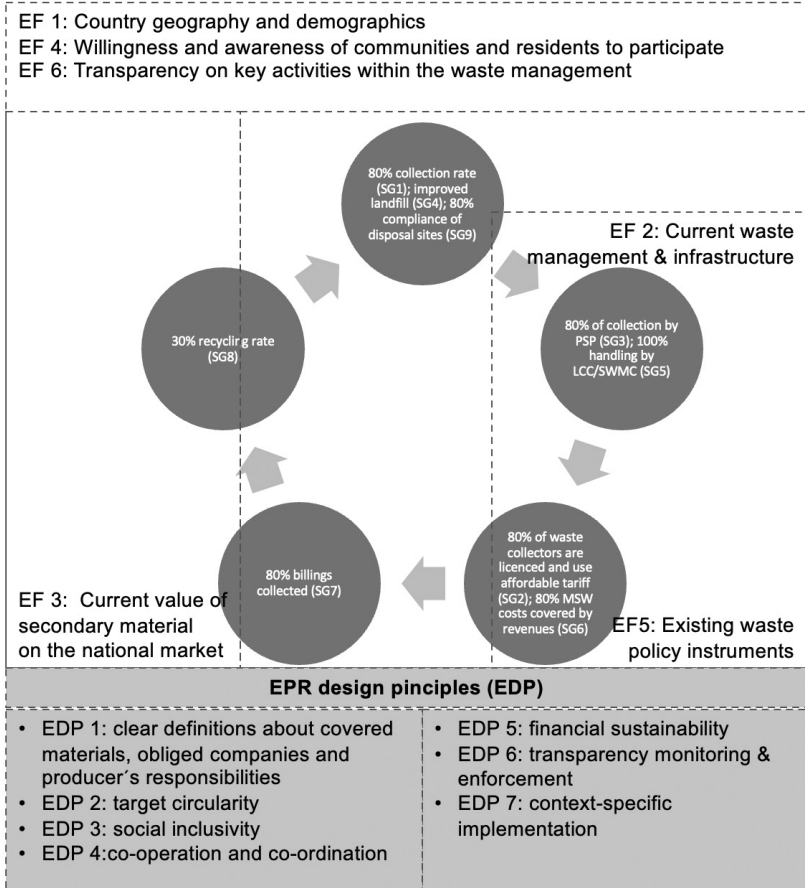 EF 1: Country geography and demographics
EF 4: Willingness and awareness of communities and residents to participate
EF 6: Transparency on key activities within the waste management
80% collection rate
(SG1); improved
landfill (SG4); 80%
compliance of
disposal sites (SG9)
EF 2: Current waste
management & infrastructure
80% of collection by
PSP (SG3); 100%
handling by
LCC/SWMC (SG5)
30% recycling rate
(SG8)
80% of waste
collectors are
licenced and use
affordable tariff
(SG2); 80% MSW
costs covered by
revenues (SG6)
80% billings
collected (SG7)
EF 3:  Current value of
secondary material
on the national market
EF5: Existing waste
policy instruments
EPR design pinciples (EDP)
• EDP 1: clear definitions about covered
materials, obliged companies and
producer´s responsibilities
• EDP 2: target circularity
• EDP 3: social inclusivity
• EDP 4:co-operation and co-ordination
• EDP 5: financial sustainability
• EDP 6: transparency monitoring &
enforcement
• EDP 7: context-specific
implementation